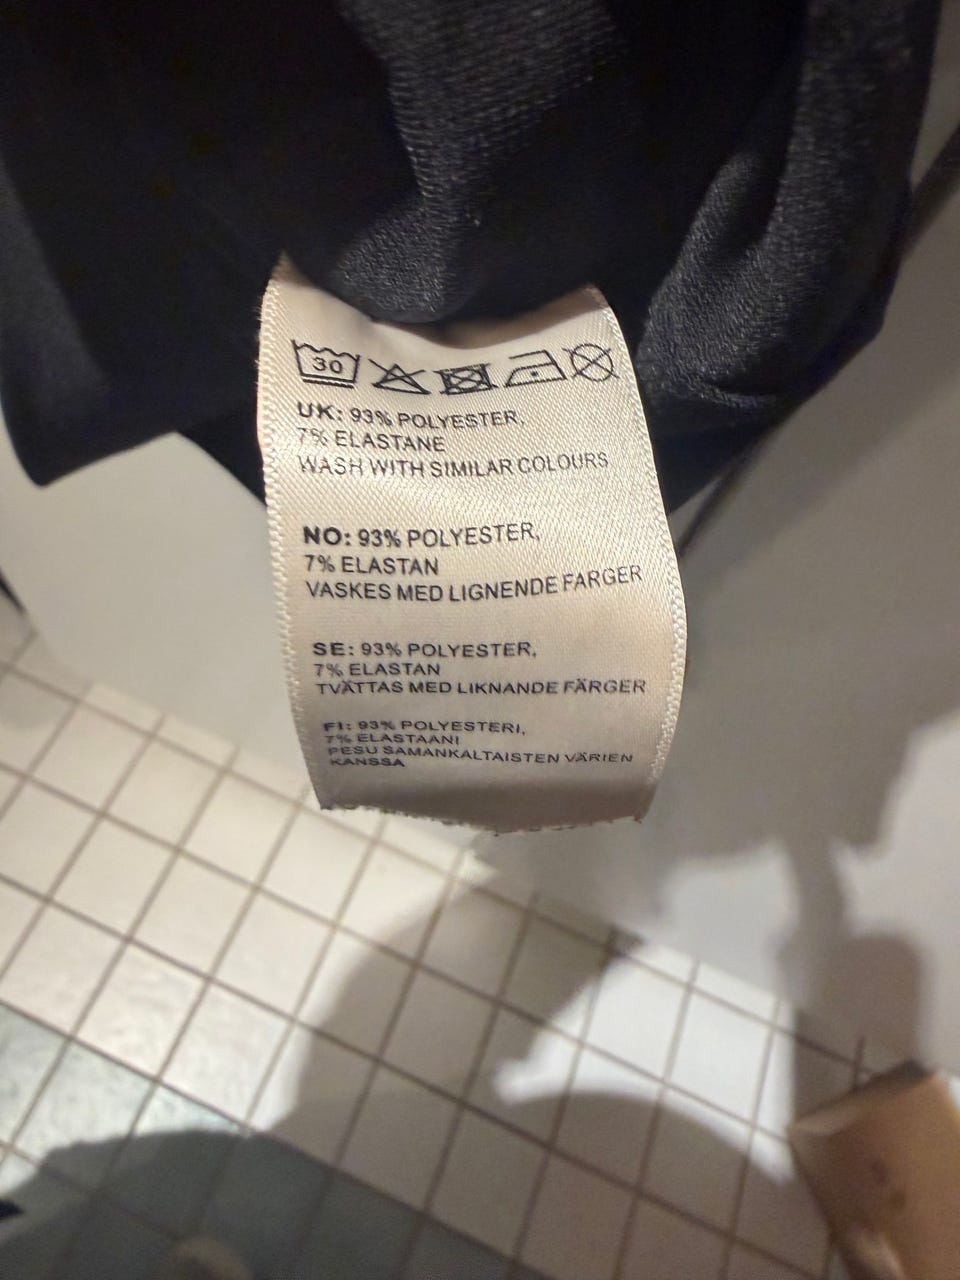 30
UK: 93% POLYESTER,
7% ELASTANE
WASH WITH SIMILAR COLOURS
NO: 93% POLYESTER,
7% ELASTAN
VASKES MED LIGNENDE FARGER
SE: 93% POLYESTER,
7% ELASTAN
TVÄTTAS MED LIKNANDE FÄRGER
FI: 93% POLYESTERI,
7% ELASTAANI
PESU SAMANKALTAISTEN VÄRIEN
KANSSA